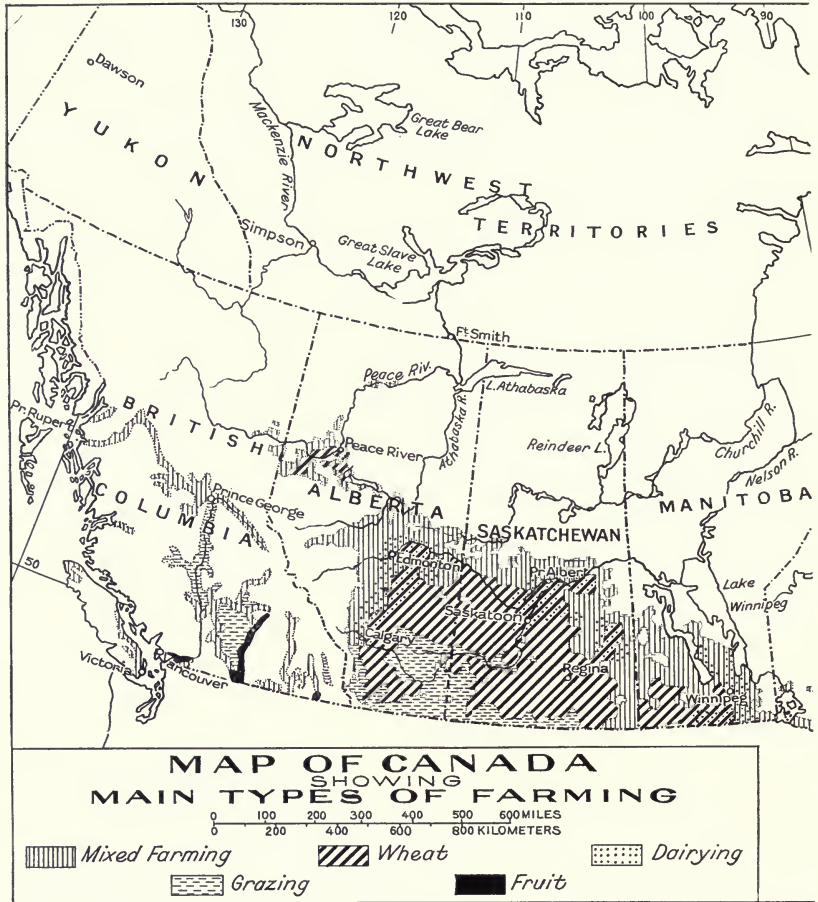 130
120
110
100
90
Dawson
YUKON
Mackenzie River
Great Bear
Lake
NORTHWEST
TERRITORIES
Simpson
Great Slave
Lake
Ft. Smith
Peace Riv.
L. Athabaska
Athabaska R.
Pr. Rupert
BRITISH
COLUMBIA
Peace River
Reindeer L.
Churchill R.
Nelson R.
Prince George
ALBERTA
SASKATCHEWAN
MANITOBA
50
Edmonton
Pr. Albert
Lake
Winnipeg
Saskatoon
Calgary
Regina
Victoria
Vancouver
Winnipeg
MAP OF CANADA
SHOWING
MAIN TYPES OF FARMING
0 100 200 300 400 500 600 MILES
0 200 400 600 800 KILOMETERS
Mixed Farming Wheat Dairying
Grazing Fruit